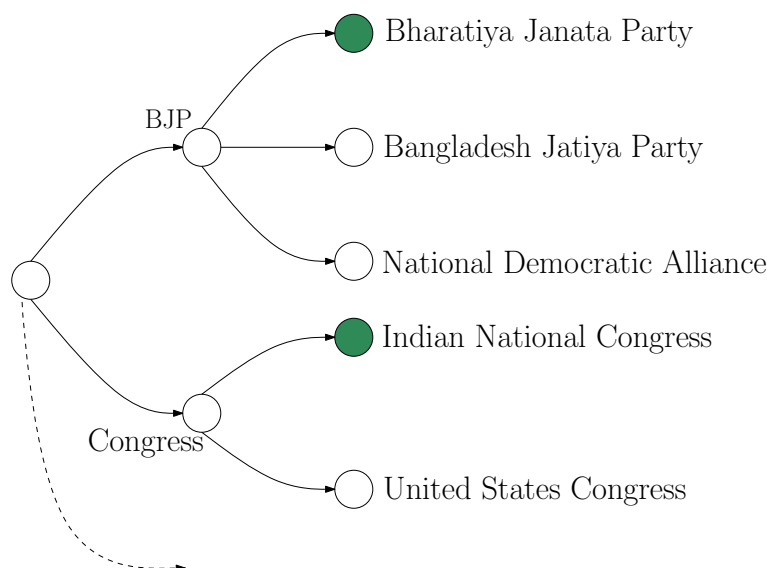 Bharatiya Janata Party
BJP
Bangladesh Jatiya Party
National Democratic Alliance
Indian National Congress
Congress
United States Congress